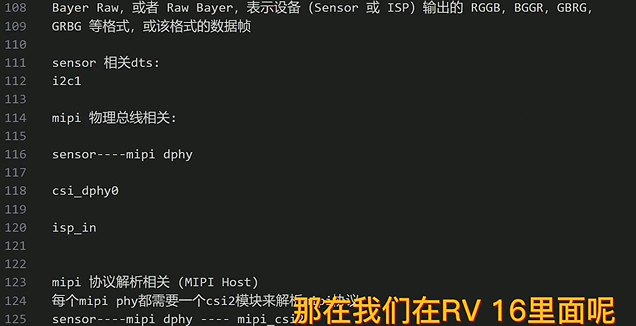 108 Bayer Raw，或者 Raw Bayer，表示设备（Sensor 或 ISP）输出的 RGGB，BGGR，GBRG，
109 GRBG 等格式，或该格式的数据帧
110
111 sensor 相关dts:
112 i2c1
113
114 mipi 物理总线相关:
115
116 sensor----mipi dphy
117
118 csi_dphy0
119
120 isp_in
121
122
123 mipi 协议解析相关 (MIPI Host)
124 每个mipi phy都需要一个csi2模块来解析
125 sensor----mipi dphy ---- mipi_csi2
那在我们在RV 16里面呢